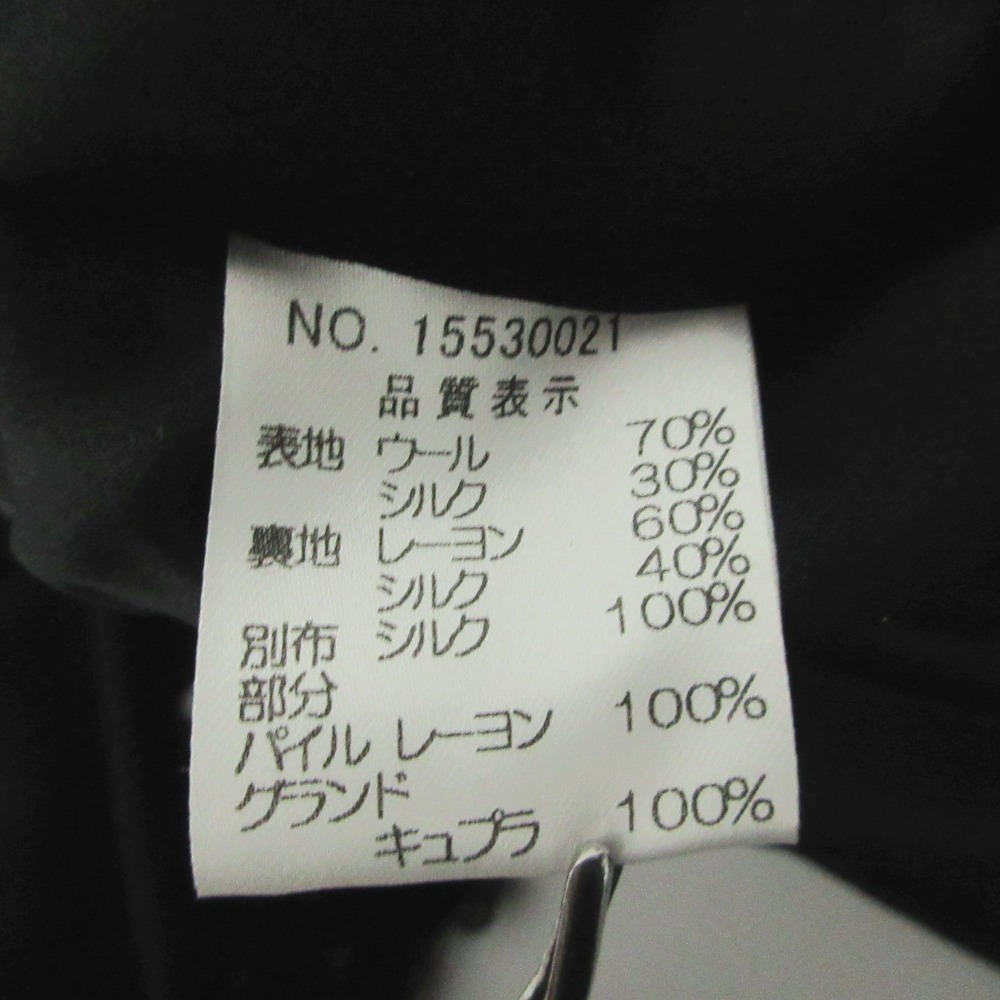 NO. 15530021
品質表示
表地 ウール 70%
シルク 30%
裏地 レーヨン 60%
シルク 40%
別布 シルク 100%
部分
パイル レーヨン 100%
グランド
キュプラ 100%